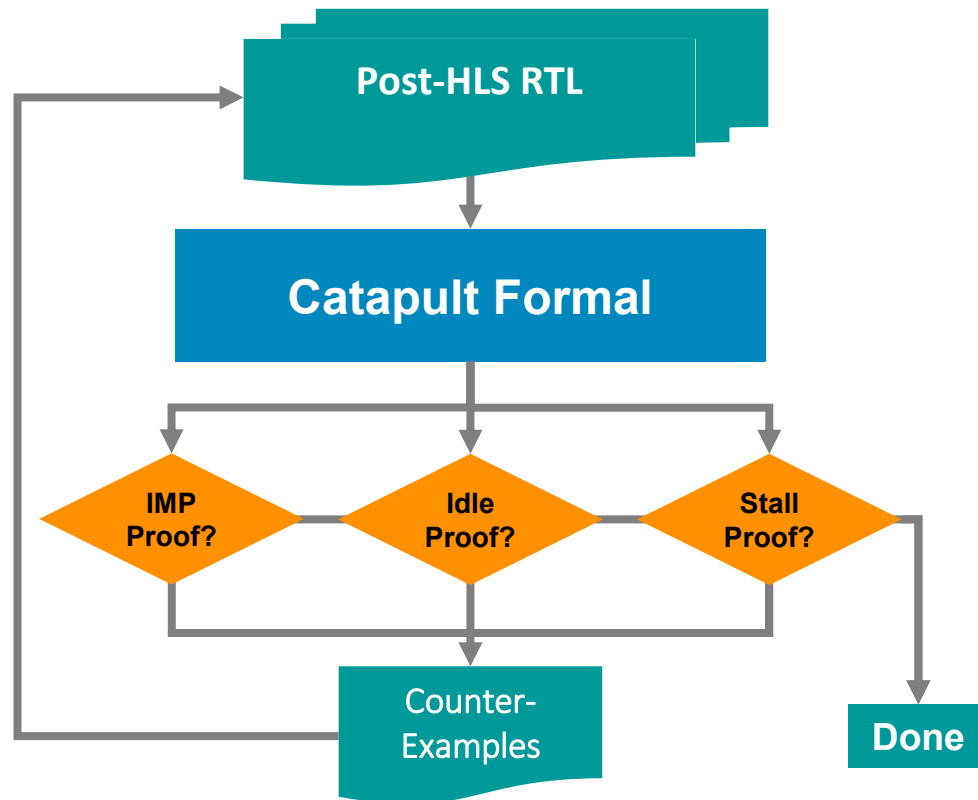 Post-HLS RTL
Catapult Formal
IMP
Proof?
Idle
Proof?
Stall
Proof?
Counter-
Examples
Done